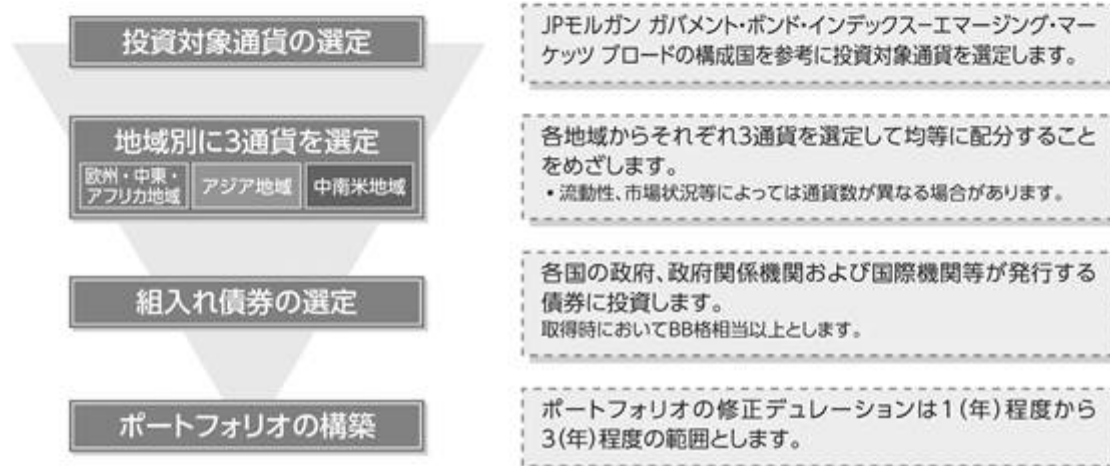 投資対象通貨の選定
JPモルガン ガバメント・ボンド・インデックス−エマージング・マー
ケッツ ブロードの構成国を参考に投資対象通貨を選定します。
地域別に3通貨を選定
欧州・中東・
アフリカ地域
アジア地域
中南米地域
各地域からそれぞれ3通貨を選定して均等に配分すること
をめざします。
・流動性、市場状況等によっては通貨数が異なる場合があります。
組入れ債券の選定
各国の政府、政府関係機関および国際機関等が発行する
債券に投資します。
取得時においてBB格相当以上とします。
ポートフォリオの構築
ポートフォリオの修正デュレーションは1(年)程度から
3(年)程度の範囲とします。